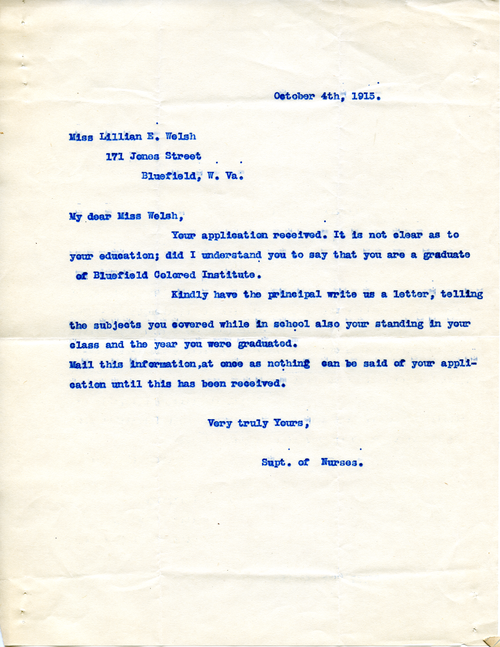 October 4th, 1915.
Miss Lillian E. Welsh
171 Jones Street
Bluefield, W. Va.
My dear Miss Welsh,
Your application received. It is not clear as to
your education; did I understand you to say that you are a graduate
of Bluefield Colored Institute.
Kindly have the principal write us a letter, telling
the subjects you covered while in school also your standing in your
class and the year you were graduated.
Mail this information,at once as nothing can be said of your appli-
cation until this has been received.
Very truly Yours,
Supt. of Nurses.